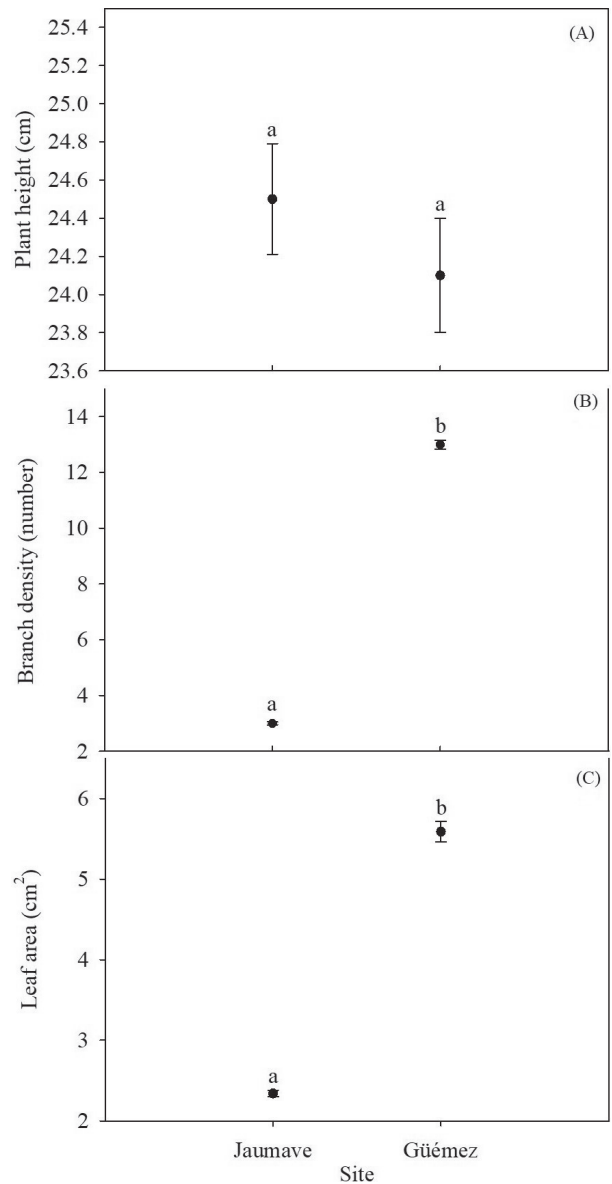 (A)
25.4
25.2
25.0
24.8
24.6
24.4
24.2
24.0
23.8
23.6
Plant height (cm)
a
a
(B)
14
12
10
8
6
4
2
Branch density (number)
a
b
(C)
6
5
4
3
2
Leaf area (cm²)
a
b
Jaumave Güémez
Site